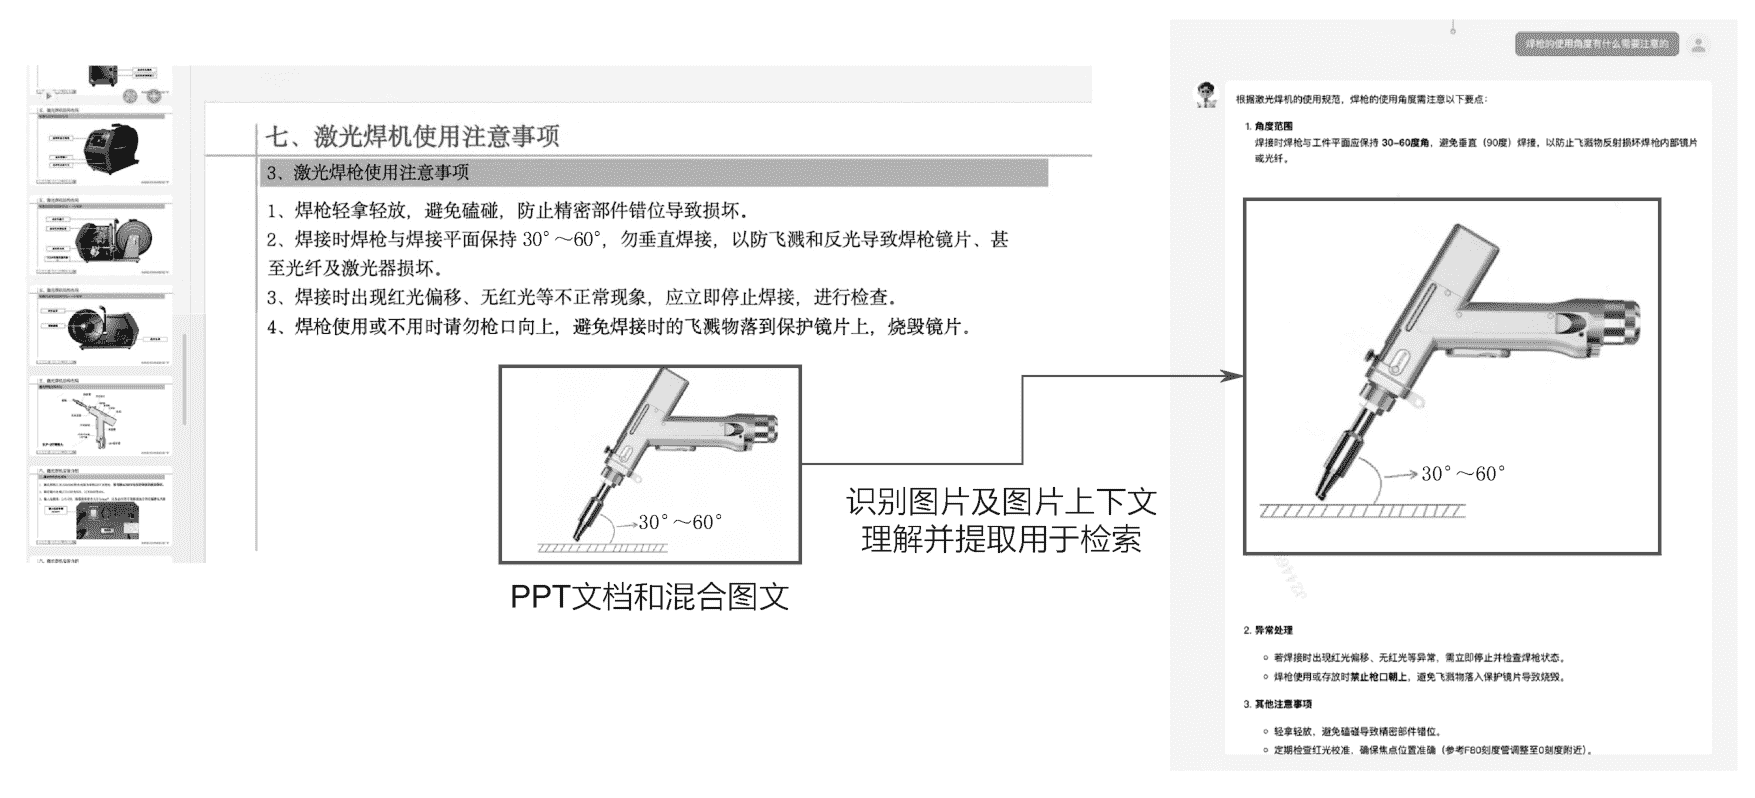 七、激光焊机使用注意事项
3、激光焊枪使用注意事项
1、焊枪轻拿轻放，避免磕碰，防止精密部件错位导致损坏。
2、焊接时焊枪与焊接平面保持 30°～60°，勿垂直焊接，以防飞溅和反光导致焊枪镜片、甚
至光纤及激光器损坏。
3、焊接时出现红光偏移、无红光等不正常现象，应立即停止焊接，进行检查。
4、焊枪使用或不用时请勿枪口向上，避免焊接时的飞溅物落到保护镜片上，烧毁镜片。
30°～60°
PPT文档和混合图文
识别图片及图片上下文
理解并提取用于检索
焊枪的使用角度有什么需要注意的
根据激光焊机的使用规范，焊枪的使用角度需注意以下要点：
1. 角度范围
焊接时焊枪与工件平面应保持 30-60度角，避免垂直（90度）焊接，以防止飞溅物反射损坏焊枪内部镜片
或光纤。
30°～60°
2. 异常处理
若焊接时出现红光偏移、无红光等异常，需立即停止并检查焊枪状态。
焊枪使用或存放时禁止枪口朝上，避免飞溅物落入保护镜片导致烧毁。
3. 其他注意事项
轻拿轻放，避免磕碰导致精密部件错位。
定期检查红光校准，确保焦点位置准确（参考F80刻度管调整至0刻度附近）。